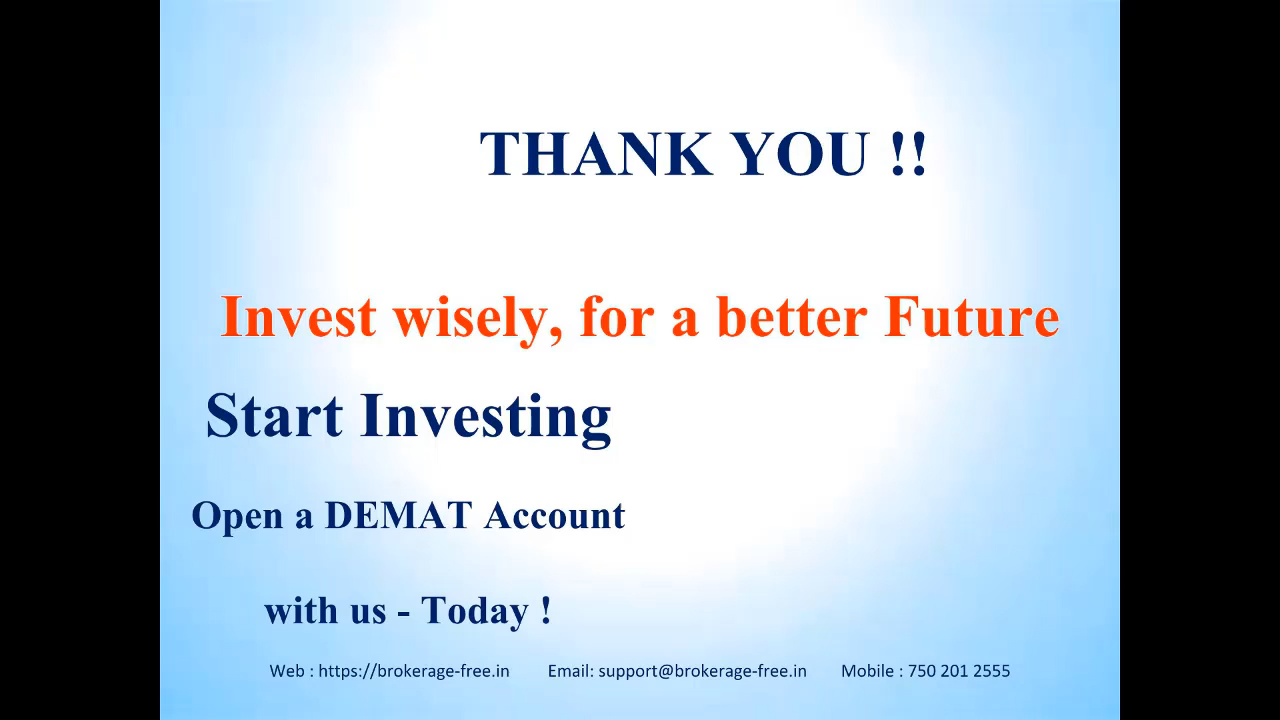 THANK YOU !!
Invest wisely, for a better Future
Start Investing
Open a DEMAT Account
with us - Today !
Web : https://brokerage-free.in Email: support@brokerage-free.in Mobile : 750 201 2555